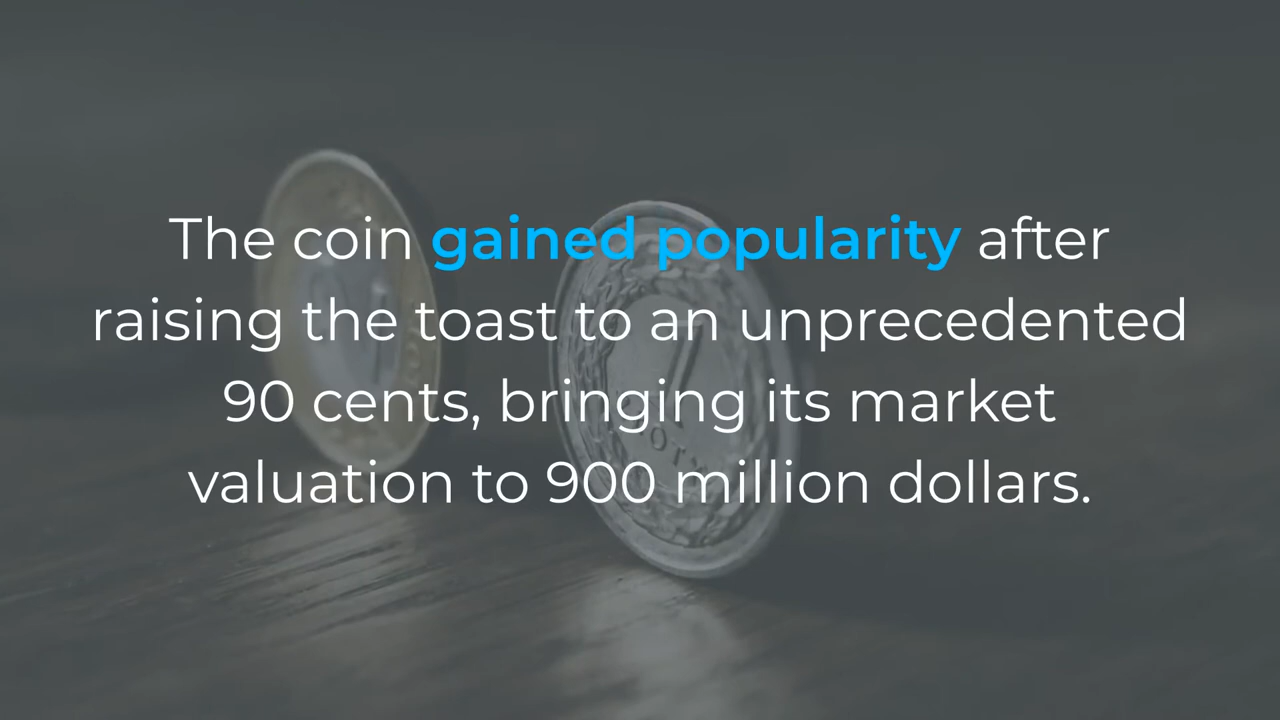 The coin gained popularity after
raising the toast to an unprecedented
90 cents, bringing its market
valuation to 900 million dollars.